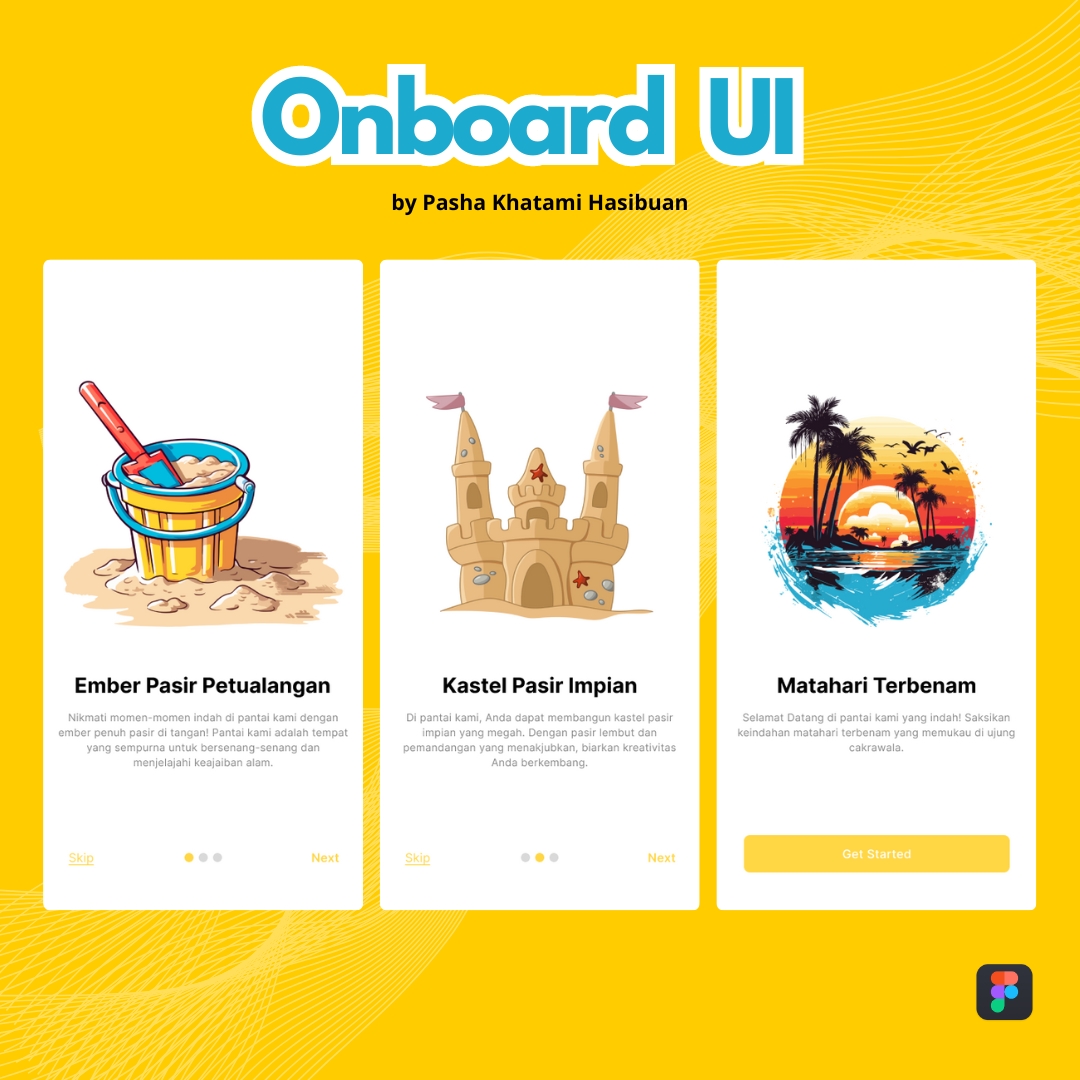 Onboard UI
by Pasha Khatami Hasibuan
Ember Pasir Petualangan
Nikmati momen-momen indah di pantai kami dengan
ember penuh pasir di tangan! Pantai kami adalah tempat
yang sempurna untuk bersenang-senang dan
menjelajahi keajaiban alam.
Skip
Next
Kastel Pasir Impian
Di pantai kami, Anda dapat membangun kastel pasir
impian yang megah. Dengan pasir lembut dan
pemandangan yang menakjubkan, biarkan kreativitas
Anda berkembang.
Skip
Next
Matahari Terbenam
Selamat Datang di pantai kami yang indah! Saksikan
keindahan matahari terbenam yang memukau di ujung
cakrawala.
Get Started